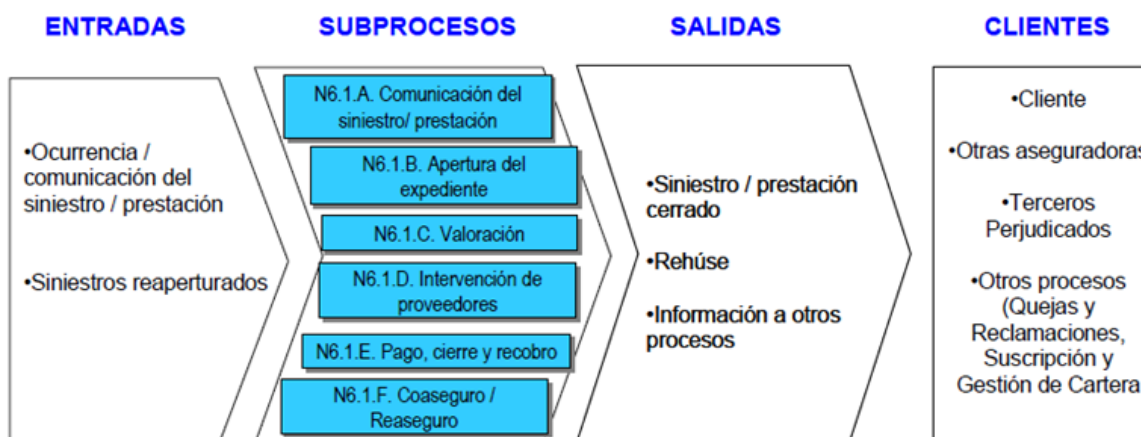 ENTRADAS
SUBPROCESOS
SALIDAS
CLIENTES
•Ocurrencia /
comunicación del
siniestro / prestación
•Siniestros reaperturados
N6.1.A. Comunicación del
siniestro/ prestación
N6.1.B. Apertura del
expediente
N6.1.C. Valoración
N6.1.D. Intervención de
proveedores
N6.1.E. Pago, cierre y recobro
N6.1.F. Coaseguro /
Reaseguro
•Siniestro / prestación
cerrado
•Rehúse
•Información a otros
procesos
•Cliente
•Otras aseguradoras
•Terceros
Perjudicados
•Otros procesos
(Quejas y
Reclamaciones,
Suscripción y
Gestión de Cartera